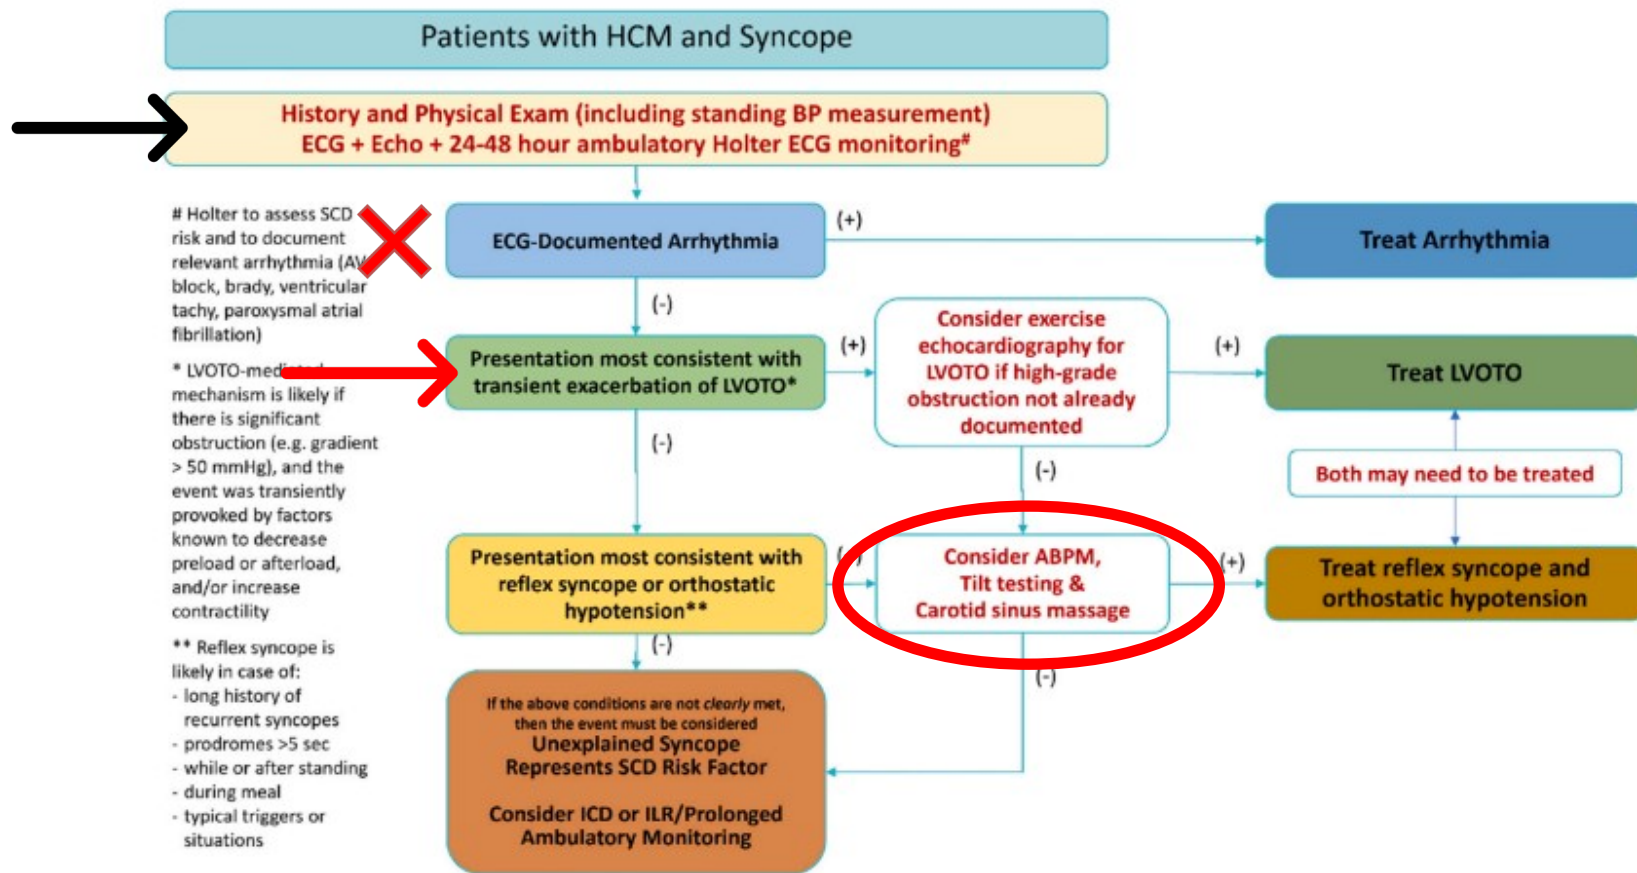 Patients with HCM and Syncope
History and Physical Exam (including standing BP measurement)
ECG + Echo + 24-48 hour ambulatory Holter ECG monitoring#
# Holter to assess SCD
risk and to document
relevant arrhythmia (AV
block, brady, ventricular
tachy, paroxysmal atrial
fibrillation)
* LVOTO-mediated
mechanism is likely if
there is significant
obstruction (e.g. gradient
> 50 mmHg), and the
event was transiently
provoked by factors
known to decrease
preload or afterload,
and/or increase
contractility
** Reflex syncope is
likely in case of:
- long history of
recurrent syncopes
- prodromes >5 sec
- while or after standing
- during meal
- typical triggers or
situations
ECG-Documented Arrhythmia
(+)
Treat Arrhythmia
(-)
Presentation most consistent with
transient exacerbation of LVOTO*
(+)
Consider exercise
echocardiography for
LVOTO if high-grade
obstruction not already
documented
(+)
Treat LVOTO
(-)
(-)
Both may need to be treated
Presentation most consistent with
reflex syncope or orthostatic
hypotension**
Consider ABPM,
Tilt testing &
Carotid sinus massage
(+)
Treat reflex syncope and
orthostatic hypotension
(-)
(-)
If the above conditions are not clearly met,
then the event must be considered
Unexplained Syncope
Represents SCD Risk Factor
Consider ICD or ILR/Prolonged
Ambulatory Monitoring